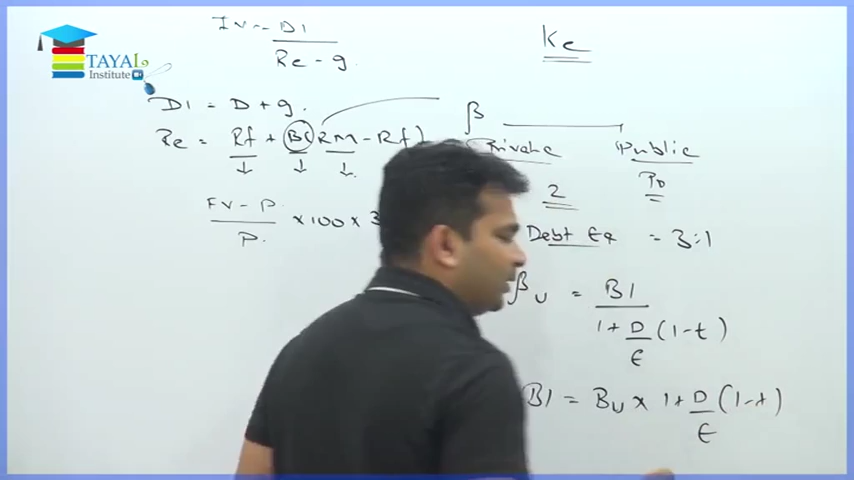 TAYAL
Institute
IV = D1
Re - g.
Ke
D1 = D + g.
Re = Rf + B( RM - Rf)
FV - P. × 100 × 3
P.
β
Private
Public
2
Debt Eq = 3:1
βU = B1
1 + D (1-t)
E
B1 = BU × 1 + D (1-t)
E